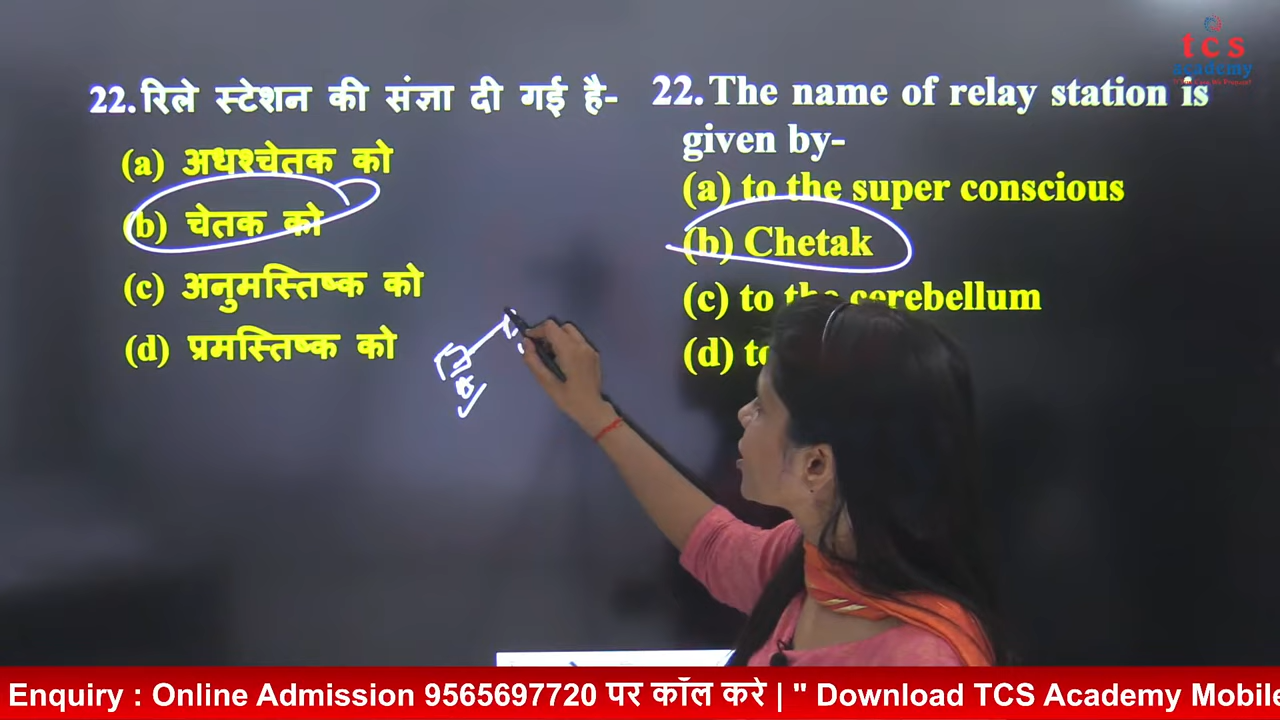 tcs
academy
22. रिले स्टेशन की संज्ञा दी गई है-
(a) अधश्चेतक को
(b) चेतक को
(c) अनुमस्तिष्क को
(d) प्रमस्तिष्क को
22. The name of relay station is
given by-
(a) to the super conscious
(b) Chetak
(c) to the cerebellum
(d)
Enquiry : Online Admission 9565697720 पर कॉल करे | " Download TCS Academy Mobile